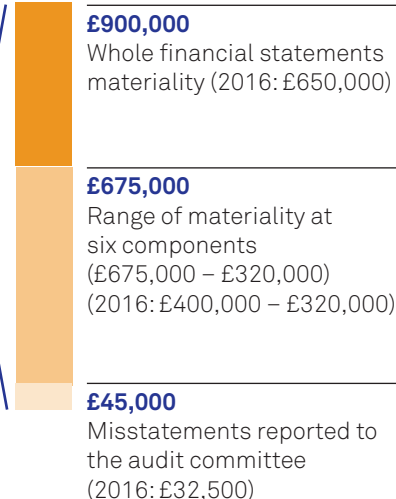 £900,000
Whole financial statements
materiality (2016: £650,000)
£675,000
Range of materiality at
six components
(£675,000 – £320,000)
(2016: £400,000 – £320,000)
£45,000
Misstatements reported to
the audit committee
(2016: £32,500)